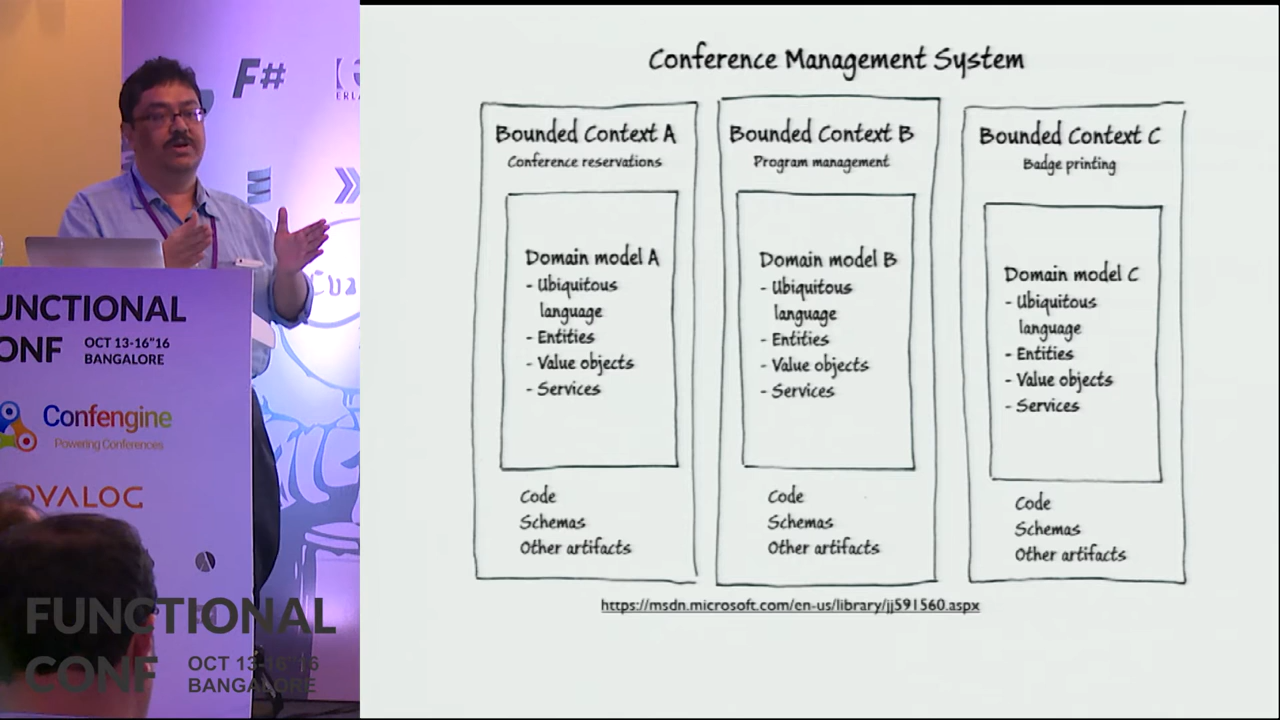 F#
UNCTIONAL
ONF
OCT 13-16"16
BANGALORE
Confengine
Powering Conferences
DYALOG
FUNCTIONAL
CONF
OCT 13-16"16
BANGALORE
Conference Management System
Bounded Context A
Conference reservations
Domain model A
- Ubiquitous
language
- Entities
- Value objects
- Services
Code
Schemas
Other artifacts
Bounded Context B
Program management
Domain model B
- Ubiquitous
language
- Entities
- Value objects
- Services
Code
Schemas
Other artifacts
Bounded Context C
Badge printing
Domain model C
- Ubiquitous
language
- Entities
- Value objects
- Services
Code
Schemas
Other artifacts
https://msdn.microsoft.com/en-us/library/jj591560.aspx